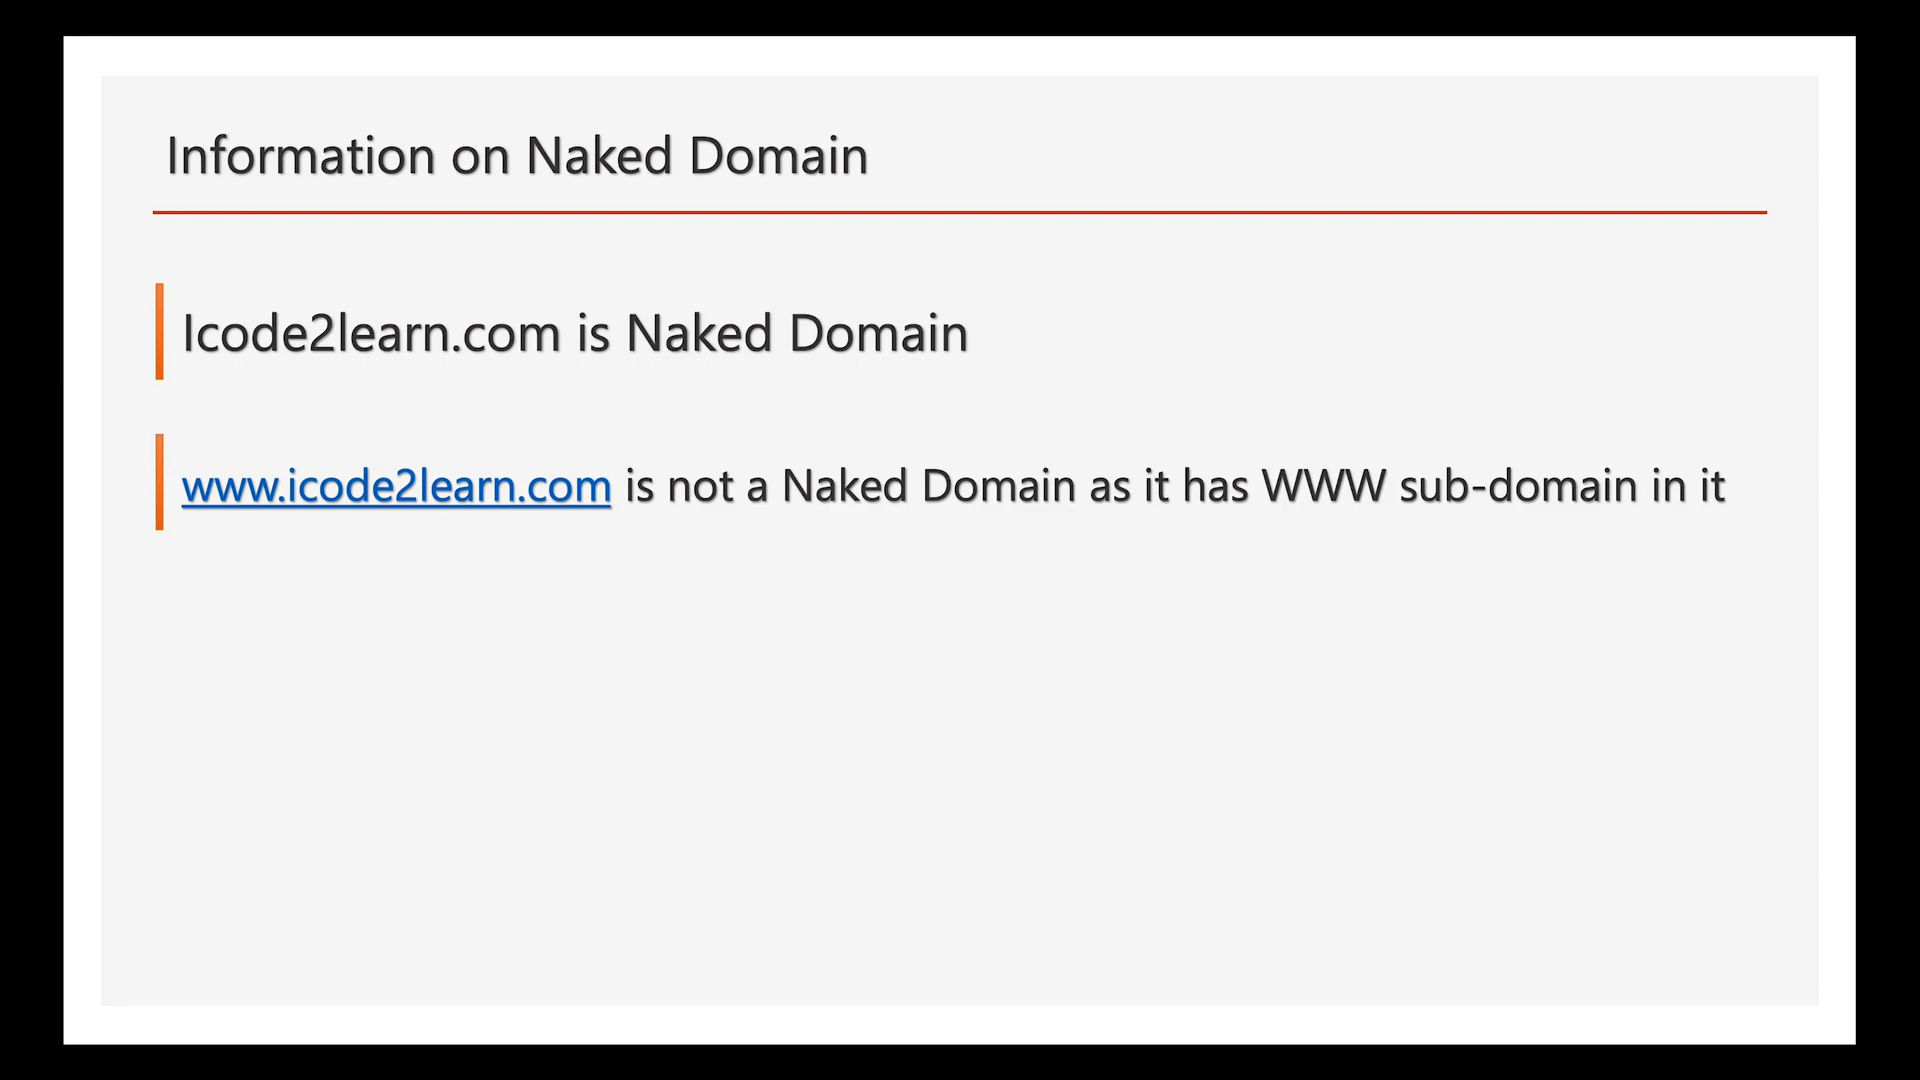 Information on Naked Domain
Icode2learn.com is Naked Domain
www.icode2learn.com is not a Naked Domain as it has WWW sub-domain in it